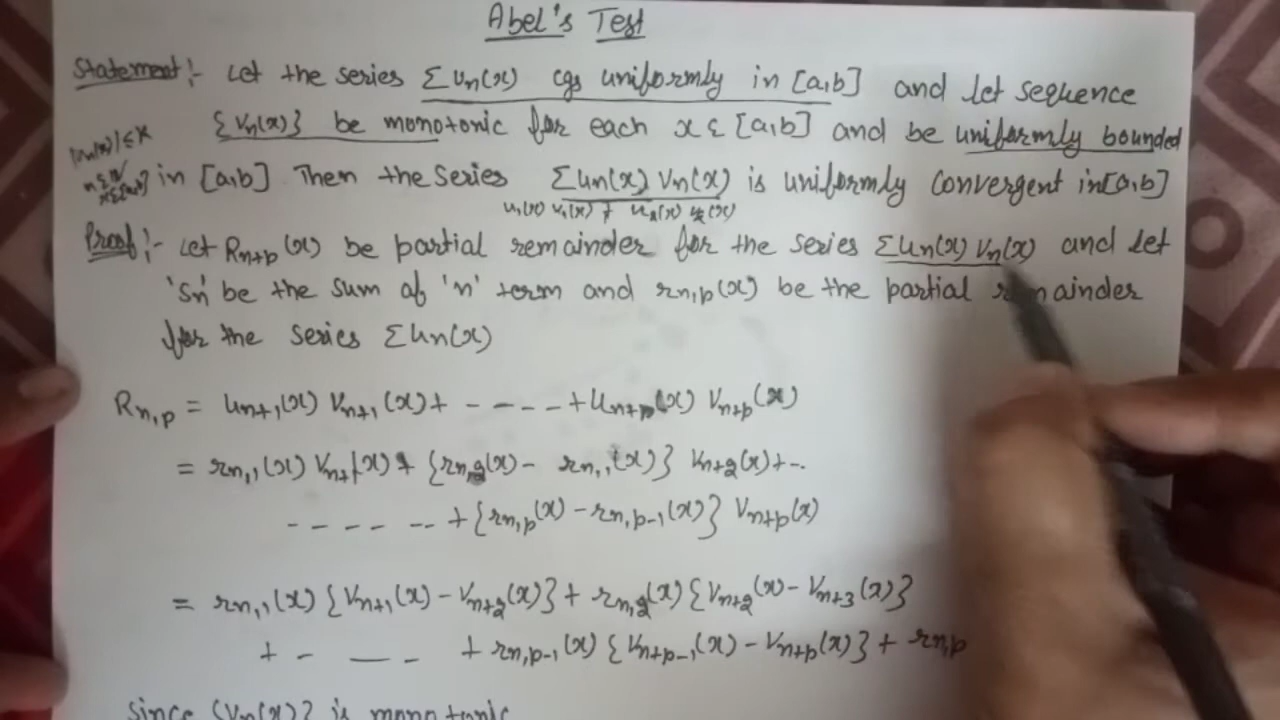 Abel's Test
Statement:- Let the series Σun(x) cgs uniformly in [a,b] and let sequence
{vn(x)} be monotonic for each x ε [a,b] and be uniformly bounded
in [a,b] Then the series Σun(x) vn(x) is uniformly convergent in [a,b]
u1(x) v1(x) + u2(x) v2(x)
Proof:- Let Rn+p(x) be partial remainder for the series Σun(x) vn(x) and let
'Sn' be the sum of 'n' term and rn,p(x) be the partial remainder
for the series Σun(x)
Rn,p = un+1(x) vn+1(x) + - - - - + un+p(x) vn+p(x)
= rn,1(x) vn+1(x) + {rn,2(x) - rn,1(x)} vn+2(x) + -.
- - - - -- + {rn,p(x) - rn,p-1(x)} vn+p(x)
= rn,1(x) {vn+1(x) - vn+2(x)} + rn,2(x) {vn+2(x) - vn+3(x)}
+ - — - + rn,p-1(x) {vn+p-1(x) - vn+p(x)} + rn,p
Since {vn(x)} is monotonic